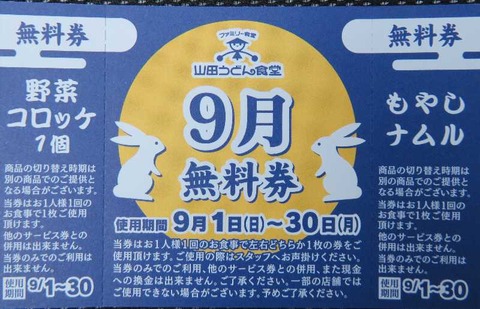 無料券
野菜
コロッケ
1個
商品の切り替え時期は
別の商品でのご提供と
なる場合がございます。
当券はお1人様1回の
お食事で1枚ご使用
頂けます。
他のサービス券との
併用は出来ません。
当券のみでのご利用は
出来ません。
使用期間 9/1~30
ファミリー食堂
山田うどん食堂
9月
無料券
使用期間 9月1日(日)~30日(月)
当券はお1人様1回のお食事で左右どちらか1枚の券をご
使用頂けます。ご使用の際はスタッフへお声掛けください。
当券のみでのご利用、他のサービス券との併用、また現金
への換金は出来ません。ご了承ください。一部の店舗では
ご使用できない場合がございます。予めご了承ください。
無料券
もやし
ナムル
商品の切り替え時期は
別の商品でのご提供と
なる場合がございます。
当券はお1人様1回の
お食事で1枚ご使用
頂けます。
他のサービス券との
併用は出来ません。
当券のみでのご利用は
出来ません。
使用期間 9/1~30